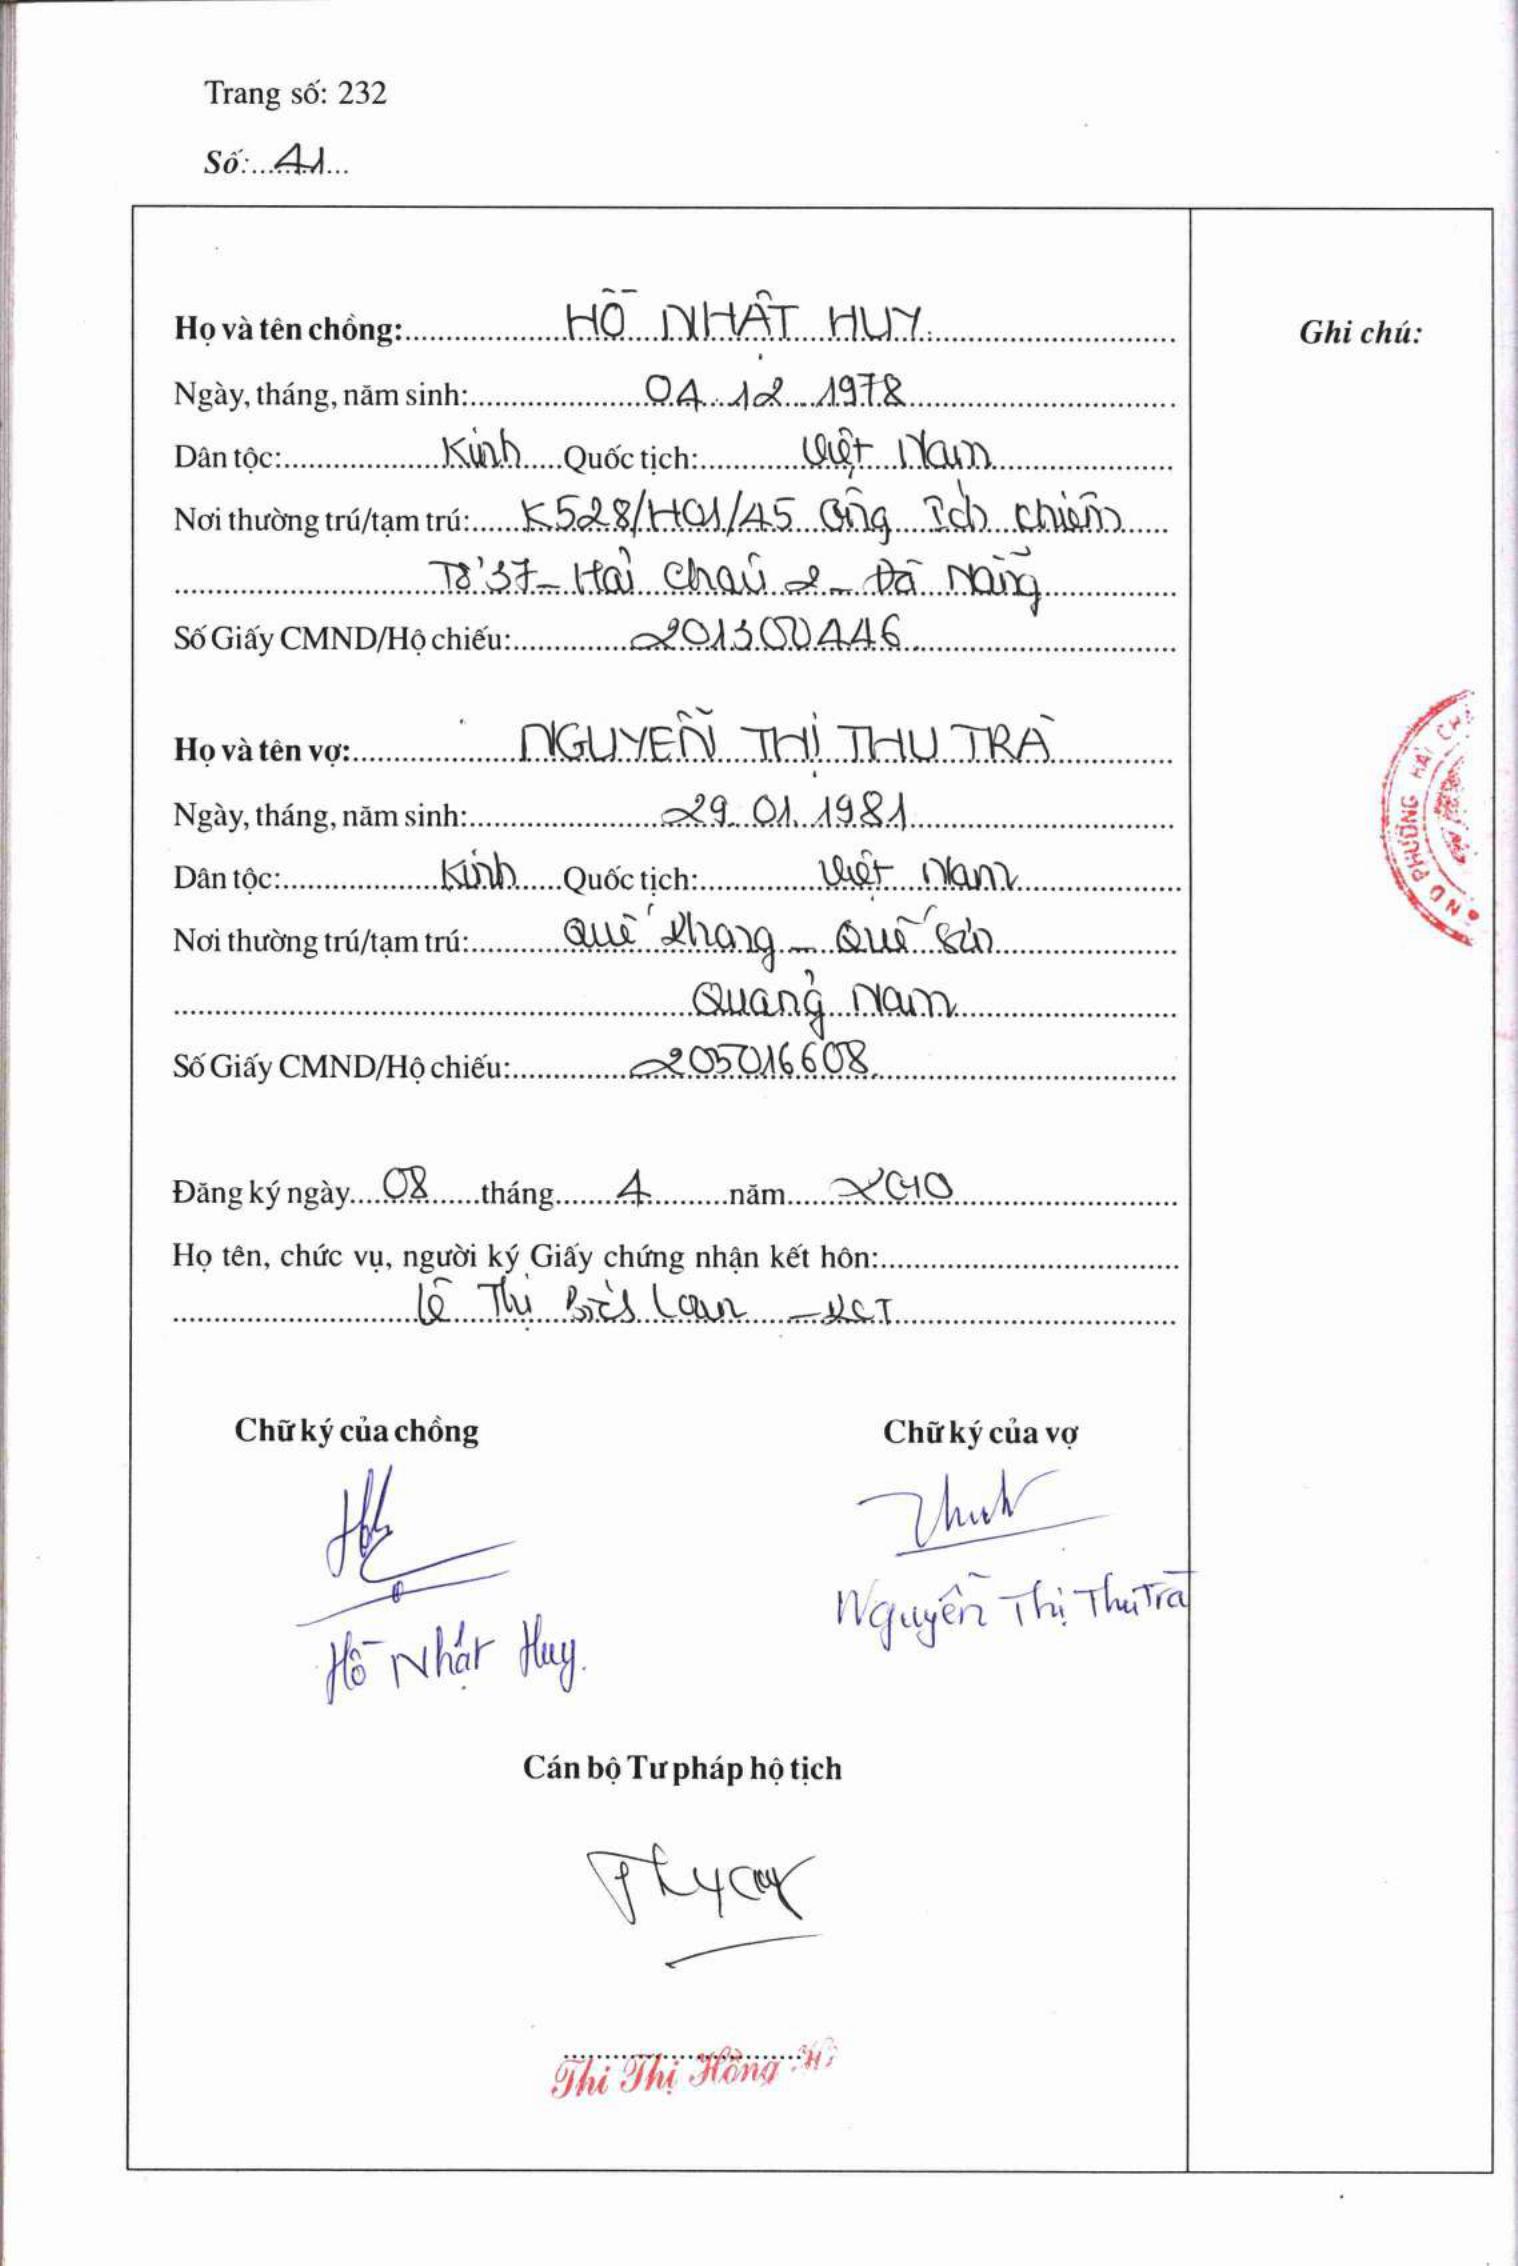 Trang số: 232
Số: 41
Họ và tên chồng: HỒ NHẬT HUY
Ghi chú:
Ngày, tháng, năm sinh: 04. 12. 1978
Dân tộc: Kinh Quốc tịch: Việt Nam
Nơi thường trú/tạm trú: K528/H01/45 Ông Ích Khiêm
Tổ 37 - Hải Châu 2 - Đà Nẵng
Số Giấy CMND/Hộ chiếu: 201300446
Họ và tên vợ: NGUYỄN THỊ THU TRÀ
Ngày, tháng, năm sinh: 29. 01. 1981
Dân tộc: Kinh Quốc tịch: Việt Nam
Nơi thường trú/tạm trú: Quế - Quế Sơn
Quảng Nam
Số Giấy CMND/Hộ chiếu: 205016608
Đăng ký ngày 08 tháng 4 năm 2010
Họ tên, chức vụ, người ký Giấy chứng nhận kết hôn:
Lê Thị Bích Loan - KCT
Chữ ký của chồng
Chữ ký của vợ
Nguyễn Thị Thu Trà
Hồ Nhật Huy.
Cán bộ Tư pháp hộ tịch
Thi Thị Hồng
ND PHƯỜNG HẢI